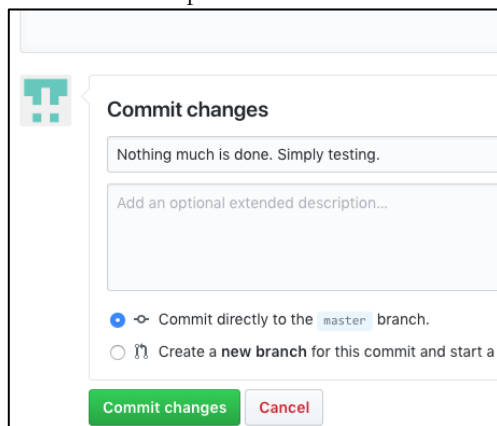 Commit changes
Nothing much is done. Simply testing.
Add an optional extended description...
Commit directly to the master branch.
Create a new branch for this commit and start a
Commit changes Cancel